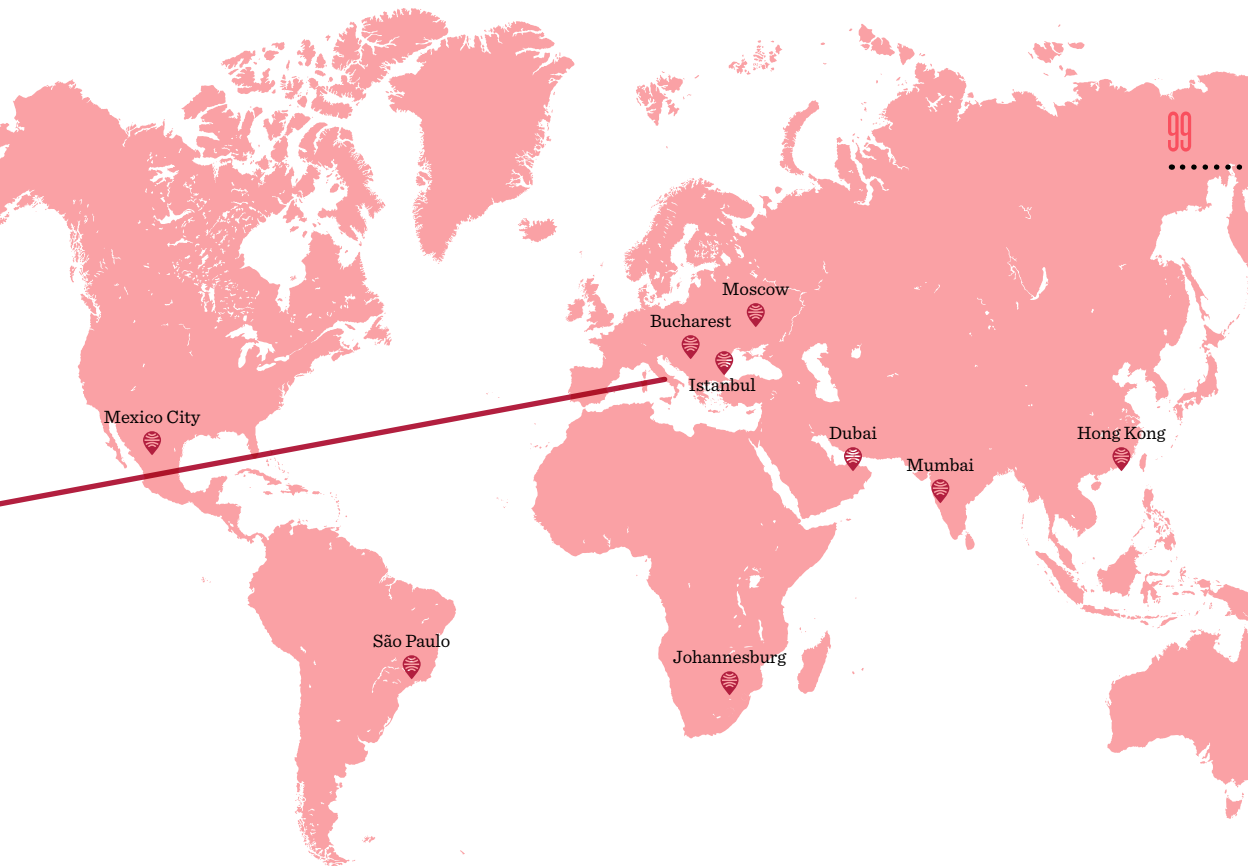 99
Moscow
Bucharest
Istanbul
Mexico City
Dubai
Hong Kong
Mumbai
São Paulo
Johannesburg